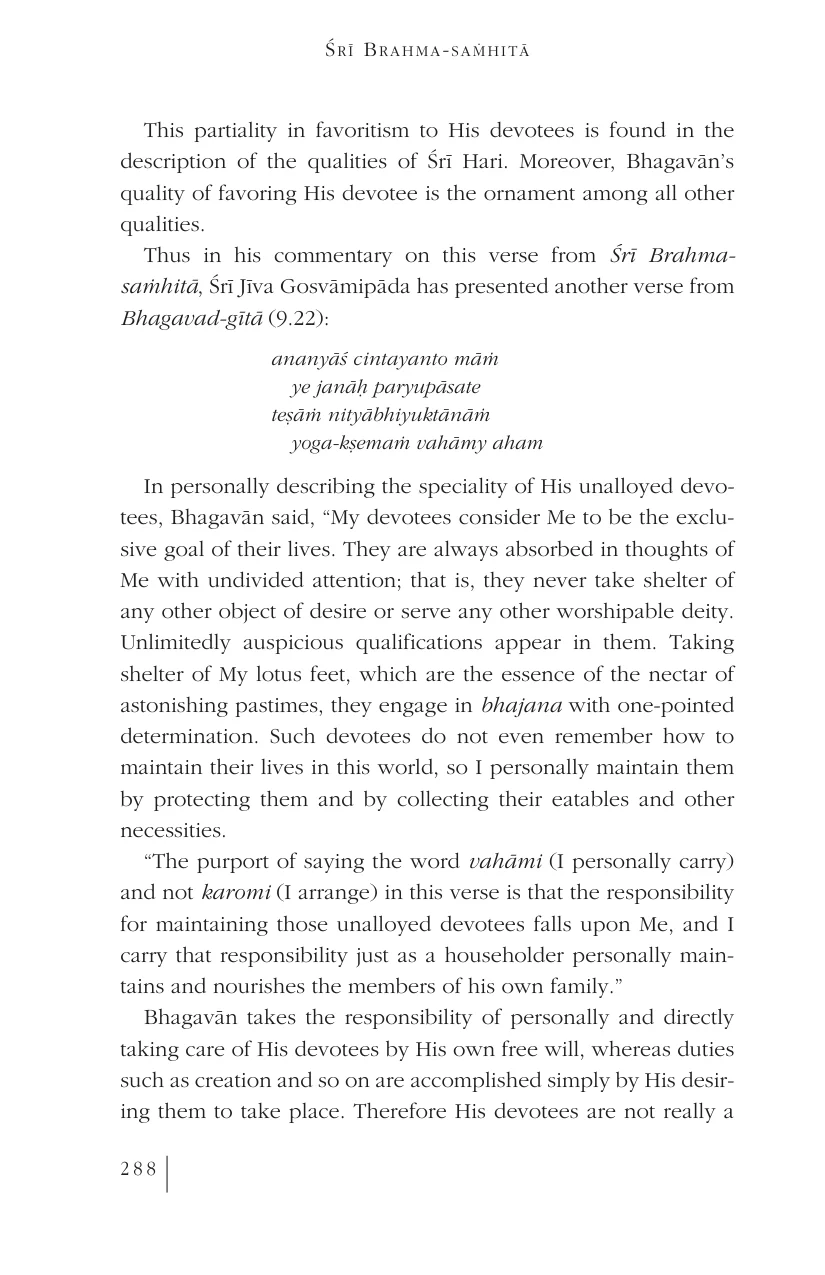 ŚRĪ BRAHMA-SAṀHITĀ
This partiality in favoritism to His devotees is found in the
description of the qualities of Śrī Hari. Moreover, Bhagavān’s
quality of favoring His devotee is the ornament among all other
qualities.
Thus in his commentary on this verse from Śrī Brahma-
saṁhitā, Śrī Jīva Gosvāmipāda has presented another verse from
Bhagavad-gītā (9.22):
ananyāś cintayanto māṁ
ye janāḥ paryupāsate
teṣāṁ nityābhiyuktānāṁ
yoga-kṣemaṁ vahāmy aham
In personally describing the speciality of His unalloyed devo-
tees, Bhagavān said, “My devotees consider Me to be the exclu-
sive goal of their lives. They are always absorbed in thoughts of
Me with undivided attention; that is, they never take shelter of
any other object of desire or serve any other worshipable deity.
Unlimitedly auspicious qualifications appear in them. Taking
shelter of My lotus feet, which are the essence of the nectar of
astonishing pastimes, they engage in bhajana with one-pointed
determination. Such devotees do not even remember how to
maintain their lives in this world, so I personally maintain them
by protecting them and by collecting their eatables and other
necessities.
“The purport of saying the word vahāmi (I personally carry)
and not karomi (I arrange) in this verse is that the responsibility
for maintaining those unalloyed devotees falls upon Me, and I
carry that responsibility just as a householder personally main-
tains and nourishes the members of his own family.”
Bhagavān takes the responsibility of personally and directly
taking care of His devotees by His own free will, whereas duties
such as creation and so on are accomplished simply by His desir-
ing them to take place. Therefore His devotees are not really a
288